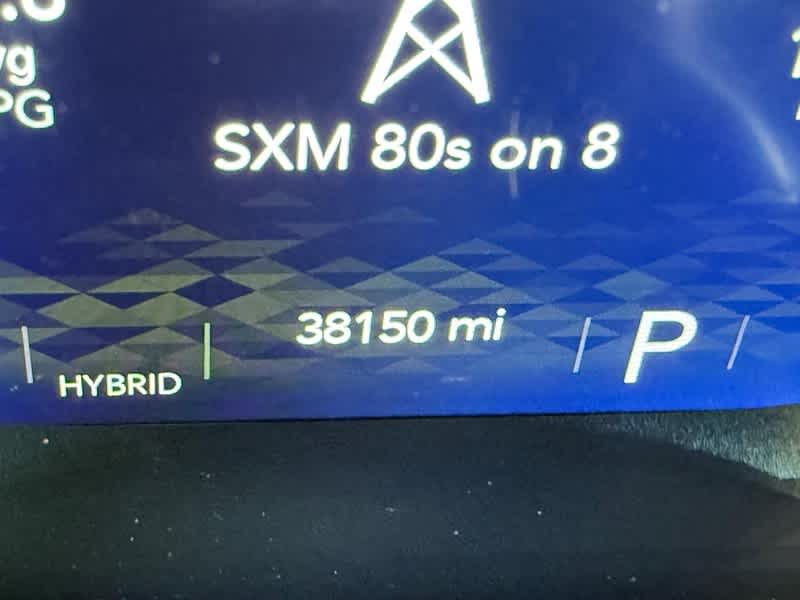 SXM 80s on 8
38150 mi
P
HYBRID